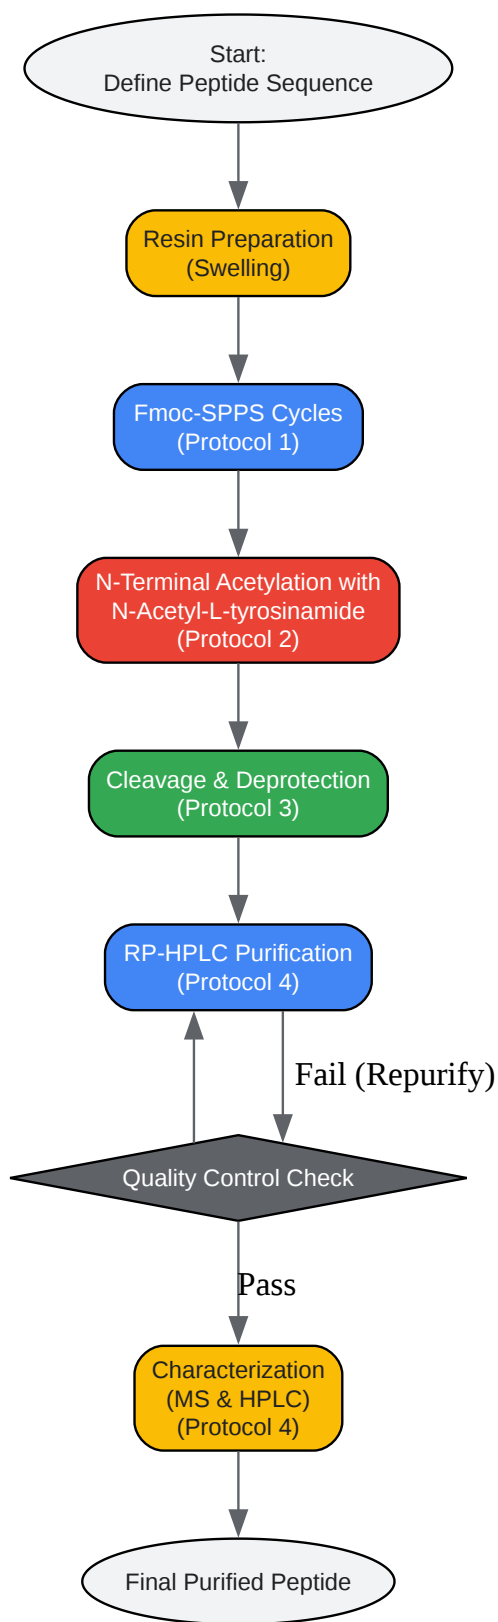 Start:
Define Peptide Sequence
Resin Preparation
(Swelling)
Fmoc-SPPS Cycles
(Protocol 1)
N-Terminal Acetylation with
N-Acetyl-L-tyrosinamide
(Protocol 2)
Cleavage & Deprotection
(Protocol 3)
RP-HPLC Purification
(Protocol 4)
Fail (Repurify)
Quality Control Check
Pass
Characterization
(MS & HPLC)
(Protocol 4)
Final Purified Peptide